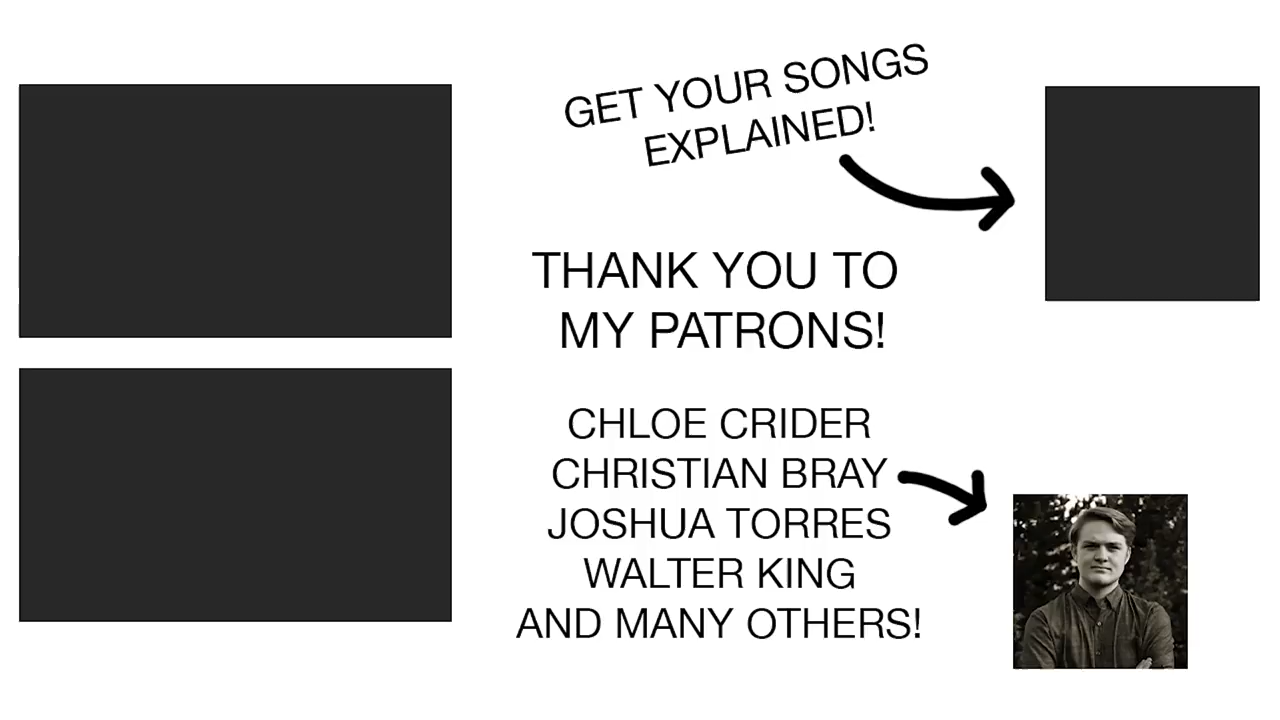 GET YOUR SONGS
EXPLAINED!
THANK YOU TO
MY PATRONS!
CHLOE CRIDER
CHRISTIAN BRAY
JOSHUA TORRES
WALTER KING
AND MANY OTHERS!